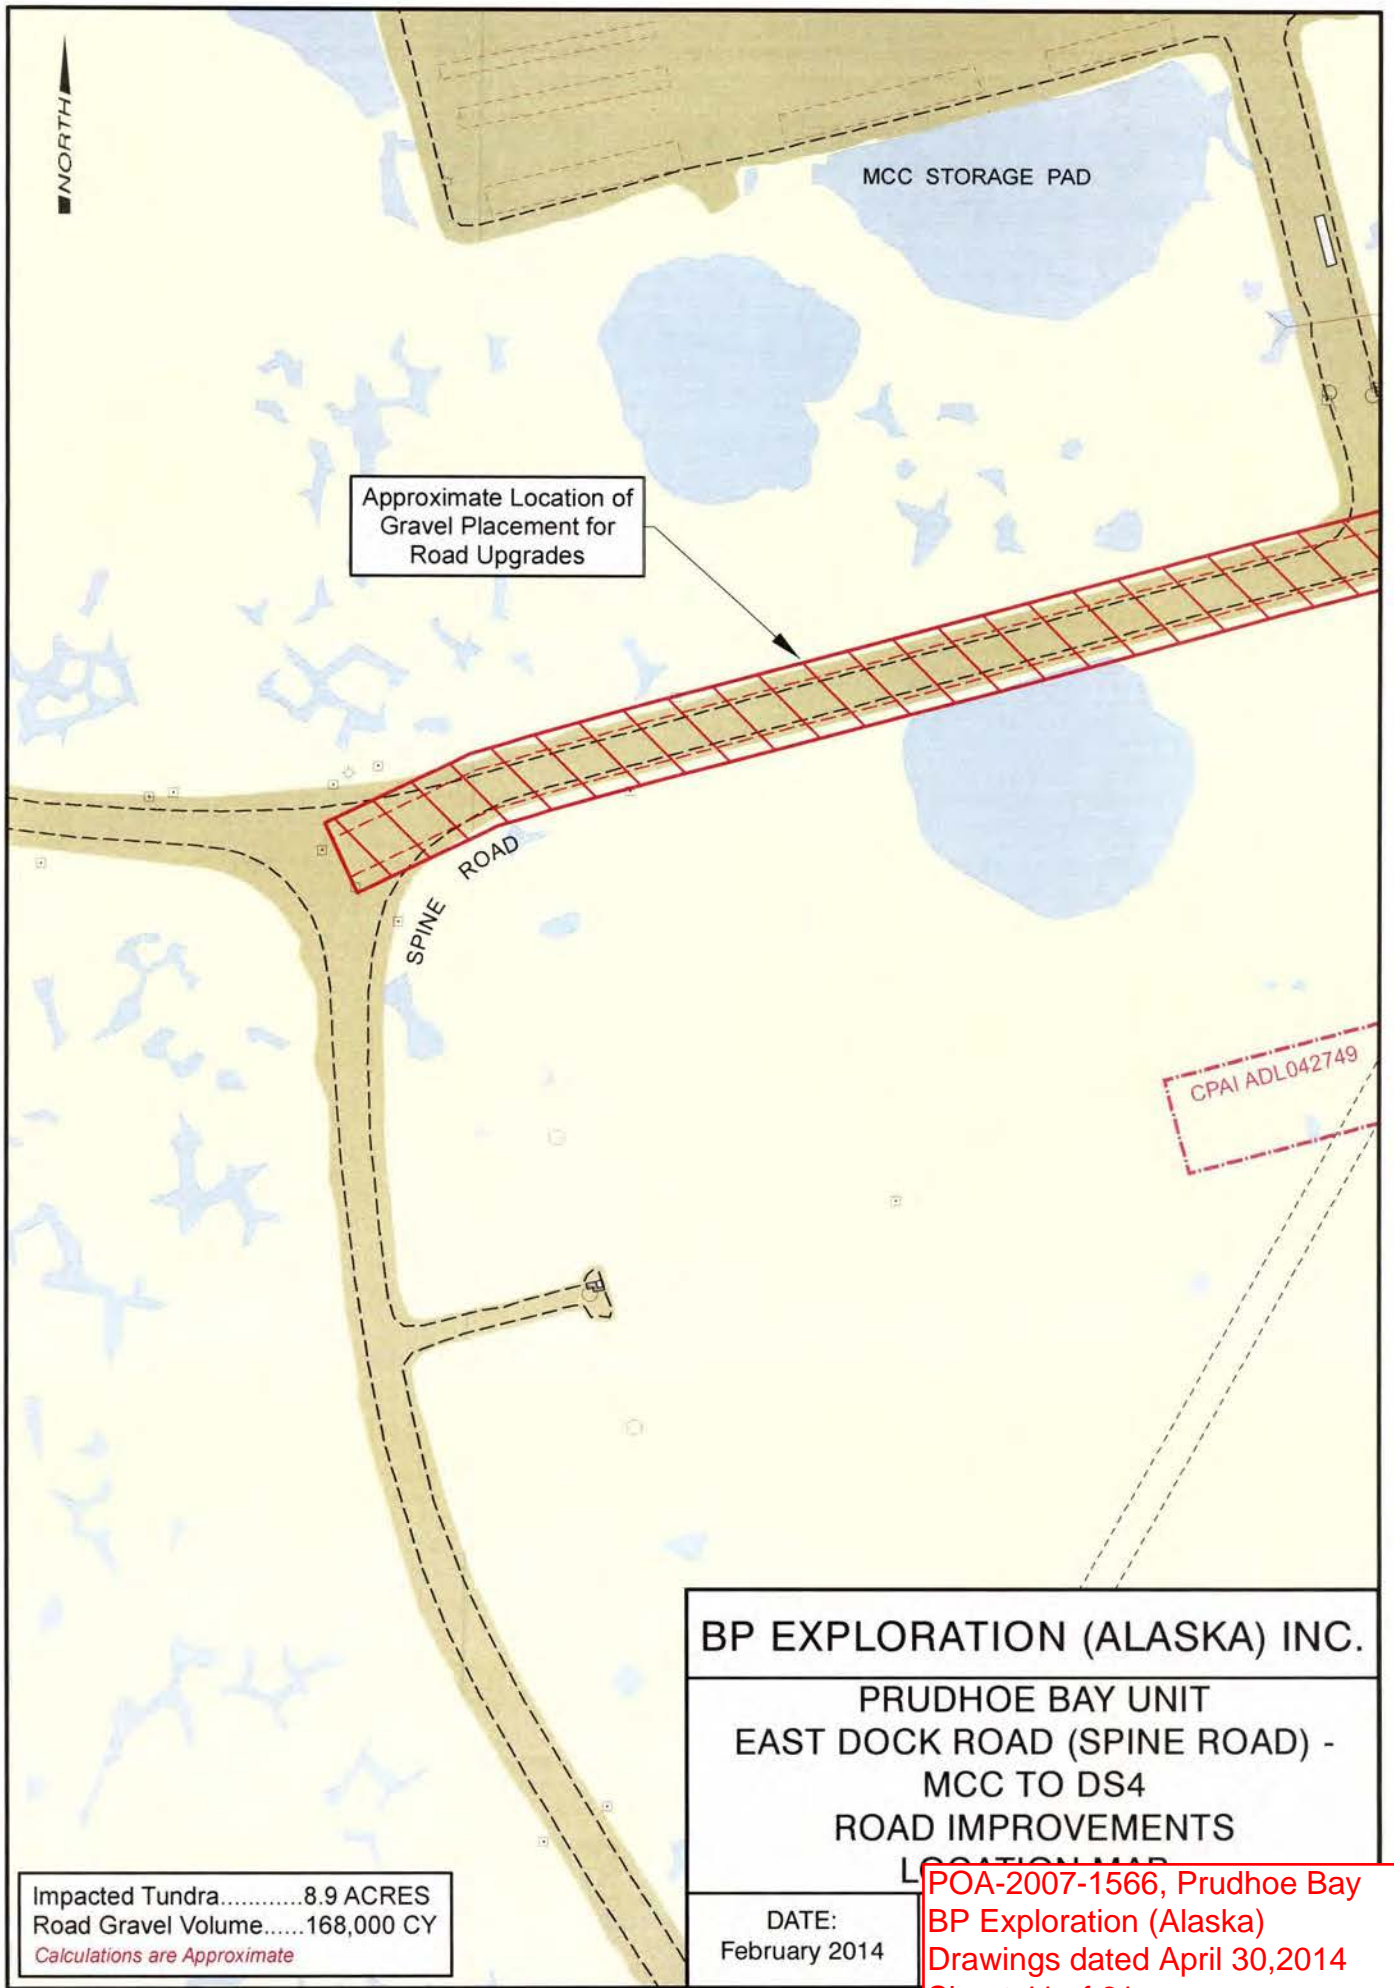 NORTH
MCC STORAGE PAD
Approximate Location of
Gravel Placement for
Road Upgrades
SPINE ROAD
CPAI ADL042749
BP EXPLORATION (ALASKA) INC.
PRUDHOE BAY UNIT
EAST DOCK ROAD (SPINE ROAD) -
MCC TO DS4
ROAD IMPROVEMENTS
LOCATION MAP
Impacted Tundra............8.9 ACRES
Road Gravel Volume......168,000 CY
Calculations are Approximate
DATE:
February 2014
POA-2007-1566, Prudhoe Bay
BP Exploration (Alaska)
Drawings dated April 30,2014